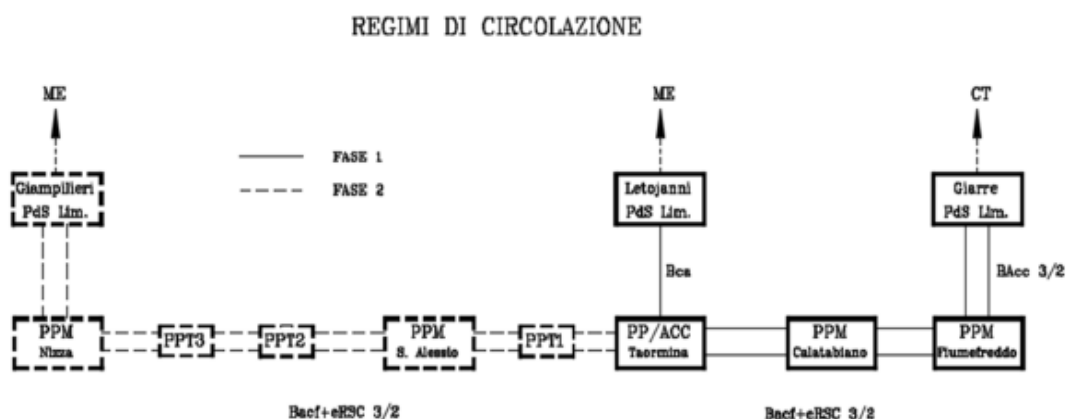 REGIMI DI CIRCOLAZIONE
ME
ME
CT
FASE 1
FASE 2
Giampilieri
PdS Lim.
Letojanni
PdS Lim.
Giarre
PdS Lim.
Bca
BAcc 3/2
PPM
Nizza
PPT3
PPT2
PPM
S. Alessio
PPT1
PP/ACC
Taormina
PPM
Calatabiano
PPM
Fiumefreddo
Bacf+eRSC 3/2
Bacf+eRSC 3/2